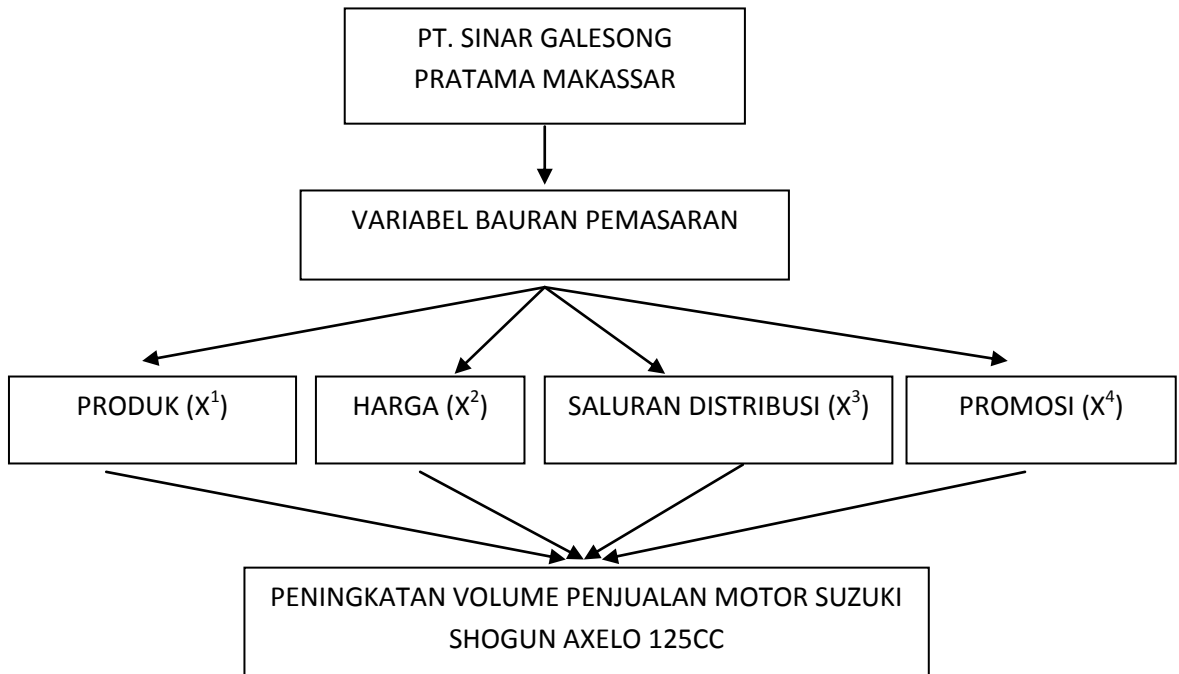 PT. SINAR GALESONG
PRATAMA MAKASSAR
VARIABEL BAURAN PEMASARAN
PRODUK (X¹)
HARGA (X²)
SALURAN DISTRIBUSI (X³)
PROMOSI (X⁴)
PENINGKATAN VOLUME PENJUALAN MOTOR SUZUKI
SHOGUN AXELO 125CC